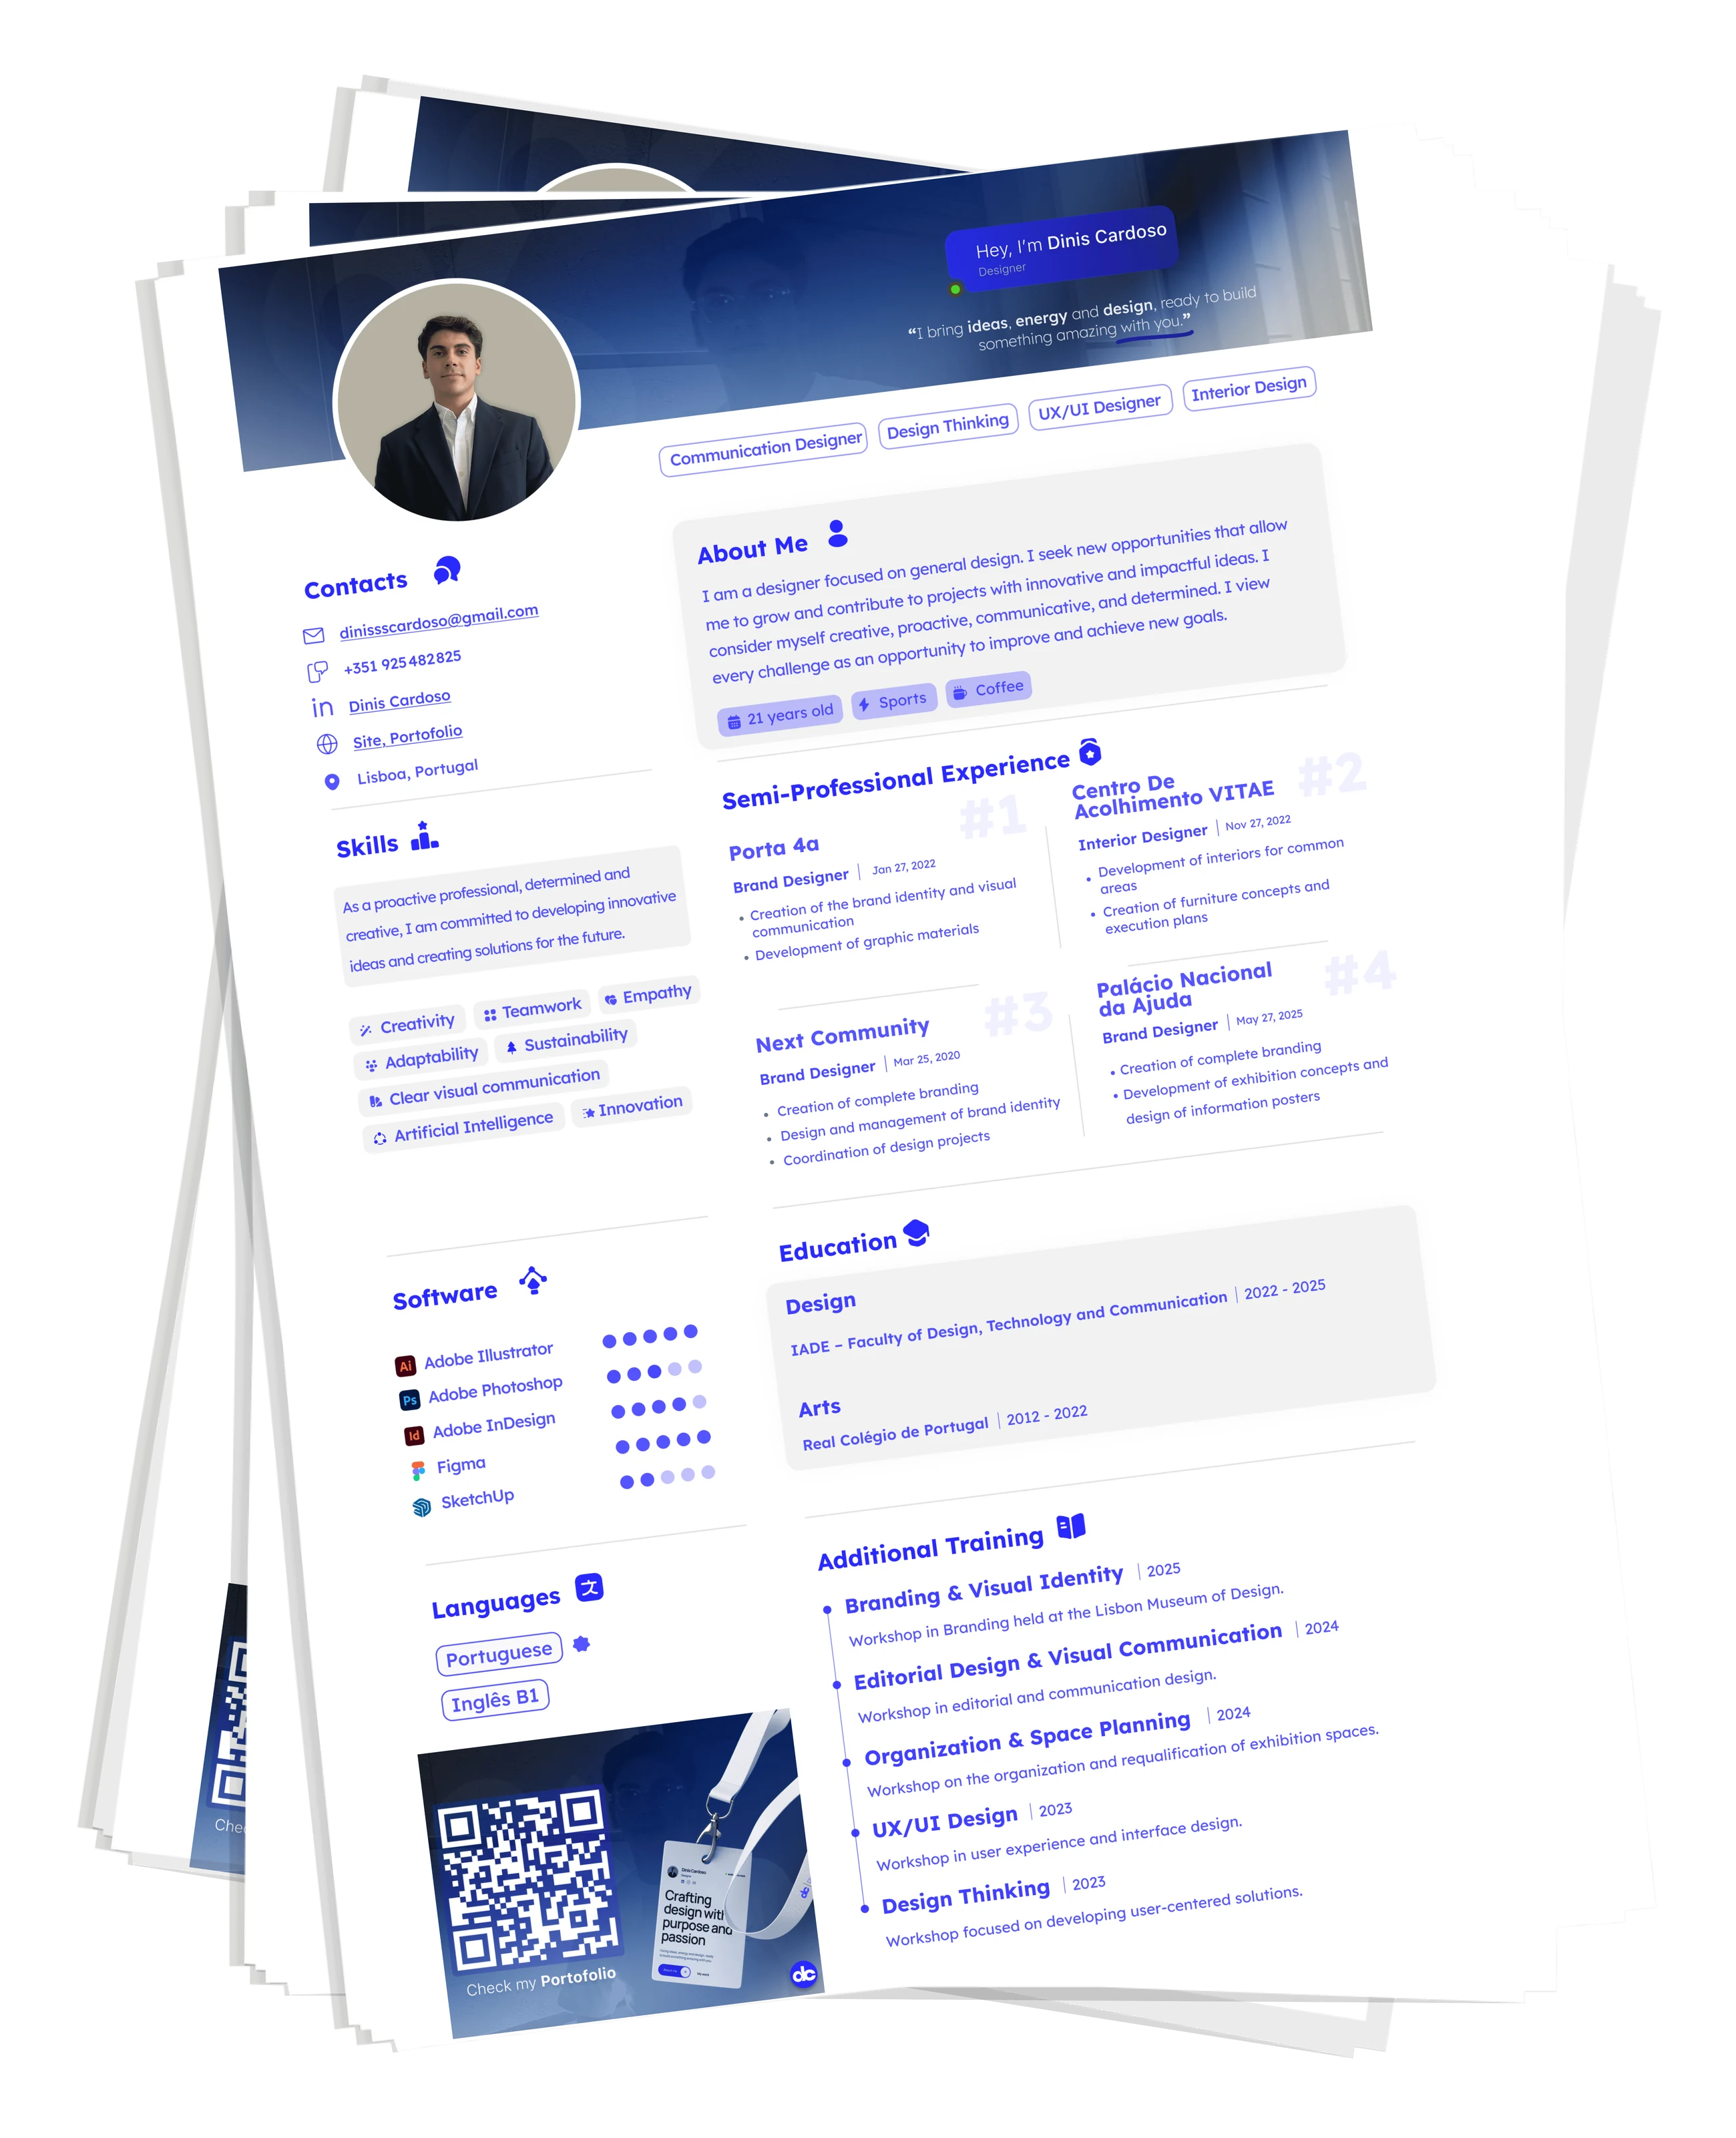 Hey, I'm Dinis Cardoso
Designer
“I bring ideas, energy and design, ready to build
something amazing with you.”
Communication Designer
Design Thinking
UX/UI Designer
Interior Design
Contacts
dinissscardoso@gmail.com
+351 925482825
in Dinis Cardoso
Site, Portofolio
Lisboa, Portugal
Skills
As a proactive professional, determined and
creative, I am committed to developing innovative
ideas and creating solutions for the future.
Creativity
Teamwork
Empathy
Adaptability
Sustainability
Clear visual communication
Artificial Intelligence
Innovation
Software
Ai Adobe Illustrator
Ps Adobe Photoshop
Id Adobe InDesign
Figma
SketchUp
Languages
文
Portuguese
Inglês B1
Check my Portofolio
Dinis Cardoso
Crafting
design with
purpose and
passion
dc
dc
Chec
About Me
I am a designer focused on general design. I seek new opportunities that allow
me to grow and contribute to projects with innovative and impactful ideas. I
consider myself creative, proactive, communicative, and determined. I view
every challenge as an opportunity to improve and achieve new goals.
21 years old
Sports
Coffee
Semi-Professional Experience
#1
Porta 4a
Brand Designer | Jan 27, 2022
• Creation of the brand identity and visual
communication
• Development of graphic materials
#2
Centro De
Acolhimento VITAE
Interior Designer | Nov 27, 2022
• Development of interiors for common
areas
• Creation of furniture concepts and
execution plans
#3
Next Community
Brand Designer | Mar 25, 2020
• Creation of complete branding
• Design and management of brand identity
• Coordination of design projects
#4
Palácio Nacional
da Ajuda
Brand Designer | May 27, 2025
• Creation of complete branding
• Development of exhibition concepts and
design of information posters
Education
Design
IADE – Faculty of Design, Technology and Communication | 2022 - 2025
Arts
Real Colégio de Portugal | 2012 - 2022
Additional Training
Branding & Visual Identity | 2025
Workshop in Branding held at the Lisbon Museum of Design.
Editorial Design & Visual Communication | 2024
Workshop in editorial and communication design.
Organization & Space Planning | 2024
Workshop on the organization and requalification of exhibition spaces.
UX/UI Design | 2023
Workshop in user experience and interface design.
Design Thinking | 2023
Workshop focused on developing user-centered solutions.